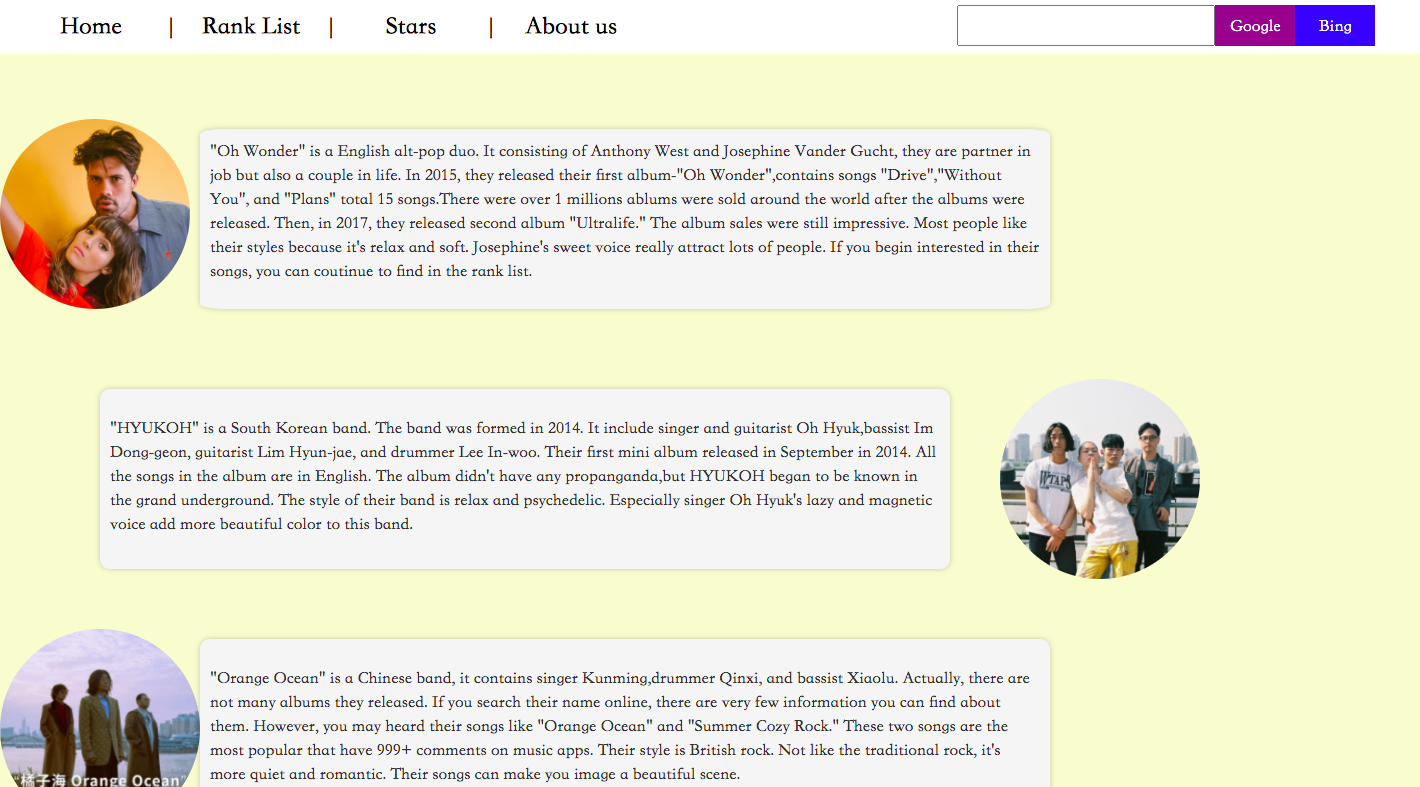 Home | Rank List | Stars | About us Google Bing
"Oh Wonder" is a English alt-pop duo. It consisting of Anthony West and Josephine Vander Gucht, they are partner in
job but also a couple in life. In 2015, they released their first album-"Oh Wonder",contains songs "Drive","Without
You", and "Plans" total 15 songs.There were over 1 millions ablums were sold around the world after the albums were
released. Then, in 2017, they released second album "Ultralife." The album sales were still impressive. Most people like
their styles because it's relax and soft. Josephine's sweet voice really attract lots of people. If you begin interested in their
songs, you can coutinue to find in the rank list.
"HYUKOH" is a South Korean band. The band was formed in 2014. It include singer and guitarist Oh Hyuk,bassist Im
Dong-geon, guitarist Lim Hyun-jae, and drummer Lee In-woo. Their first mini album released in September in 2014. All
the songs in the album are in English. The album didn't have any propganda,but HYUKOH began to be known in
the grand underground. The style of their band is relax and psychedelic. Especially singer Oh Hyuk's lazy and magnetic
voice add more beautiful color to this band.
WTAPS
"Orange Ocean" is a Chinese band, it contains singer Kunming,drummer Qinxi, and bassist Xiaolu. Actually, there are
not many albums they released. If you search their name online, there are very few information you can find about
them. However, you may heard their songs like "Orange Ocean" and "Summer Cozy Rock." These two songs are the
most popular that have 999+ comments on music apps. Their style is British rock. Not like the traditional rock, it's
more quiet and romantic. Their songs can make you image a beautiful scene.
"橘子海 Orange Ocean"